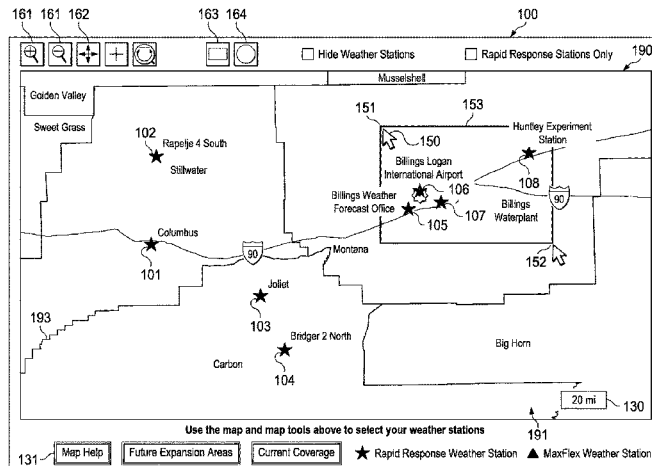 100
161 161 162 163 164
Hide Weather Stations Rapid Response Stations Only
190
Musselshell
Golden Valley
Sweet Grass
151 153
150
102
Rapelje 4 South
Stillwater
Huntley Experiment
Station
108
Billings Logan
International Airport
106
Billings Weather
Forecast Office
105
107
Billings
Waterplant
90
152
Columbus
101
90
Montana
193
Joliet
103
Bridger 2 North
104
Carbon
Big Horn
20 mi
130
191
Use the map and map tools above to select your weather stations
131
Map Help Future Expansion Areas Current Coverage Rapid Response Weather Station MaxFlex Weather Station